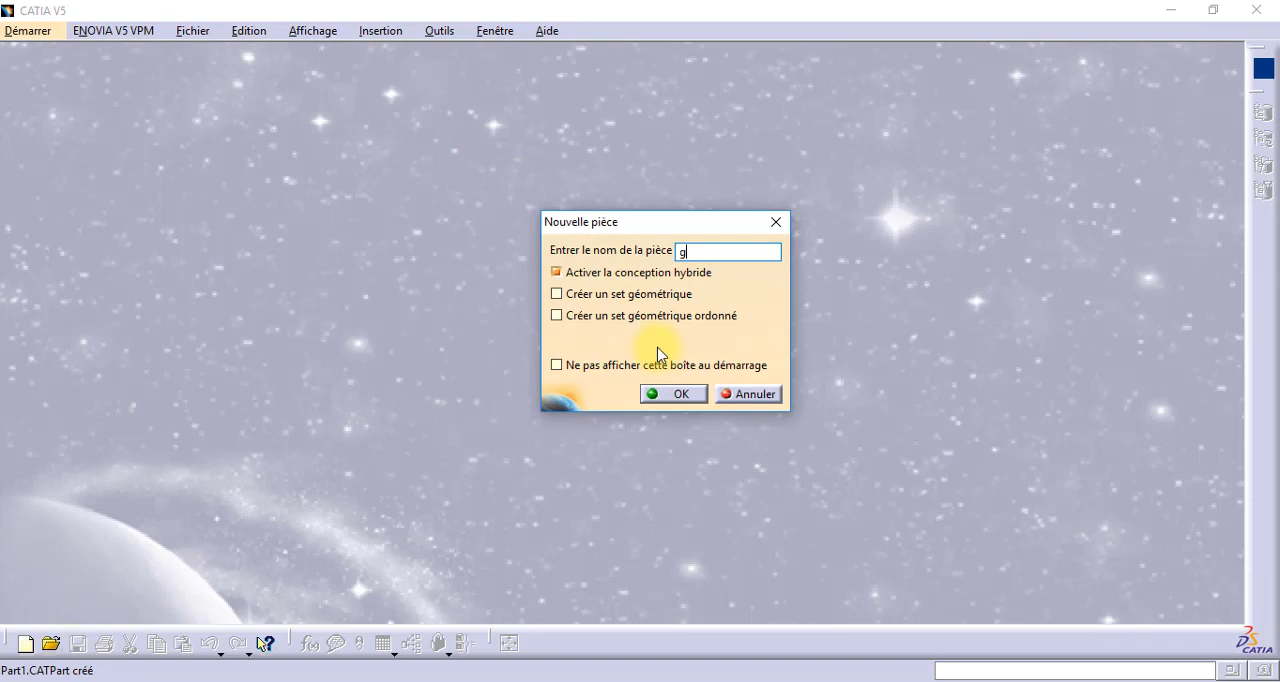 CATIA V5
Démarrer ENOVIA V5 VPM Fichier Edition Affichage Insertion Outils Fenêtre Aide
Nouvelle pièce
Entrer le nom de la pièce g
Activer la conception hybride
Créer un set géométrique
Créer un set géométrique ordonné
Ne pas afficher cette boîte au démarrage
OK Annuler
f(x)
CATIA
Part1.CATPart créé